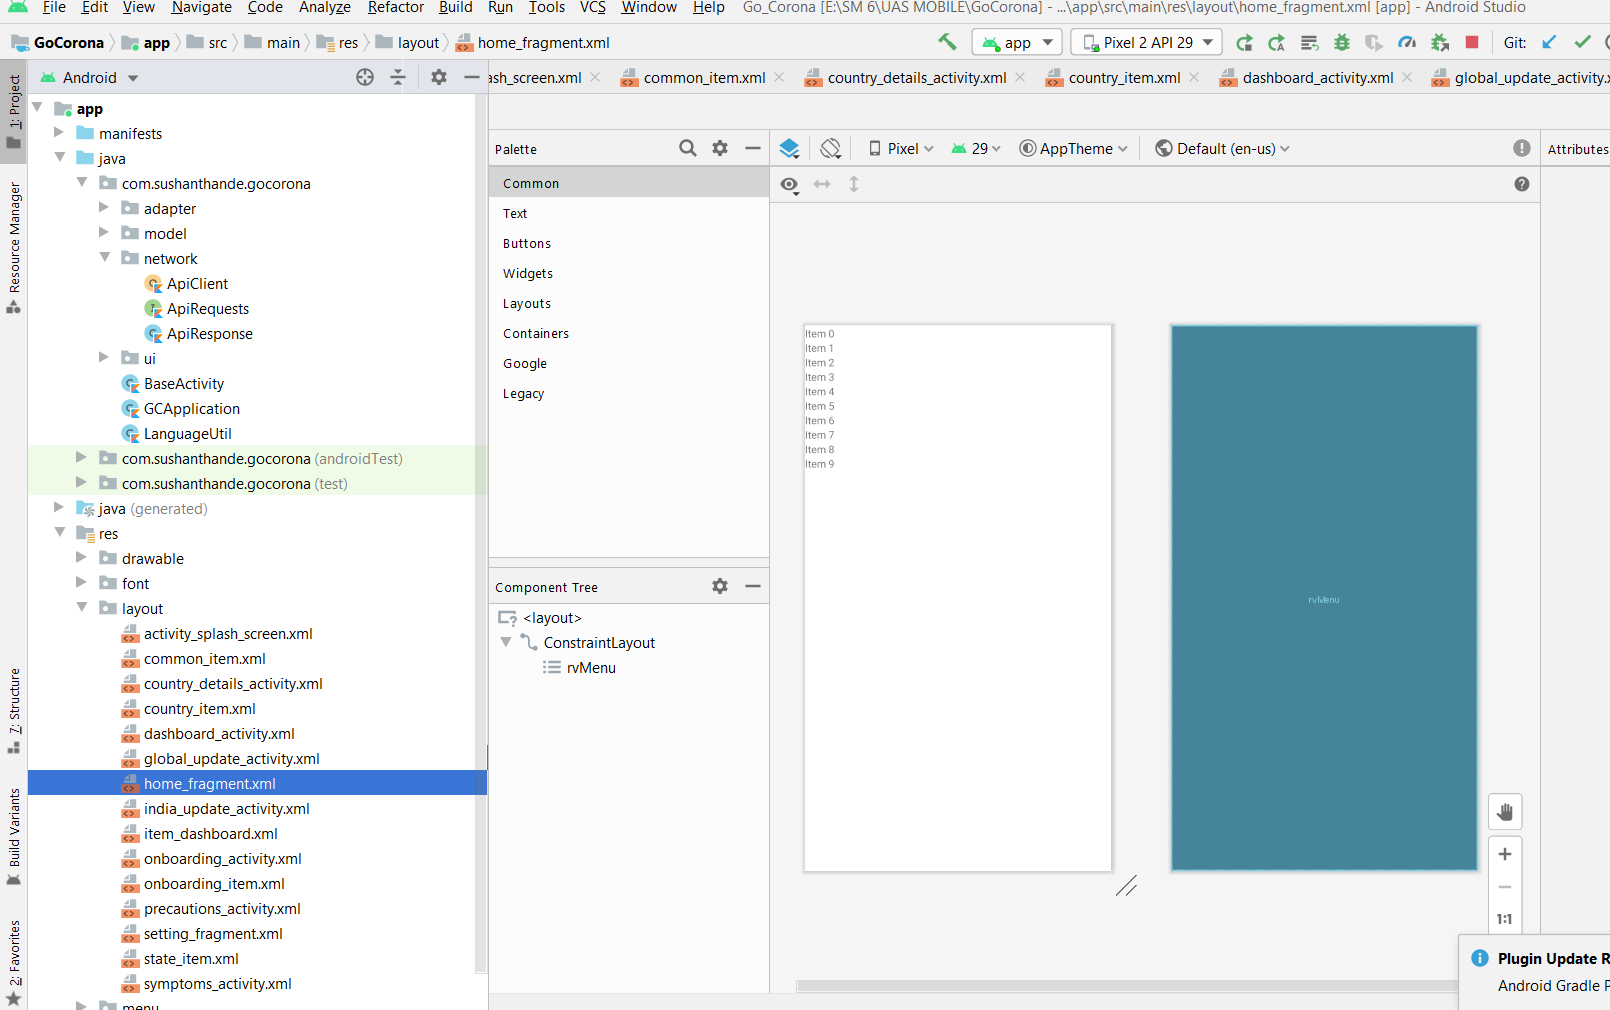 File Edit View Navigate Code Analyze Refactor Build Run Tools VCS Window Help Go_Corona [E:\SM 6\UAS MOBILE\GoCorona] - ...\app\src\main\res\layout\home_fragment.xml [app] - Android Studio
GoCorona app src main res layout home_fragment.xml app Pixel 2 API 29 Git:
Android
ash_screen.xml common_item.xml country_details_activity.xml country_item.xml dashboard_activity.xml global_update_activity.x
1: Project
Resource Manager
7: Structure
Build Variants
2: Favorites
app
manifests
java
com.sushanthande.gocorona
adapter
model
network
ApiClient
ApiRequests
ApiResponse
ui
BaseActivity
GCApplication
LanguageUtil
com.sushanthande.gocorona (androidTest)
com.sushanthande.gocorona (test)
java (generated)
res
drawable
font
layout
activity_splash_screen.xml
common_item.xml
country_details_activity.xml
country_item.xml
dashboard_activity.xml
global_update_activity.xml
home_fragment.xml
india_update_activity.xml
item_dashboard.xml
onboarding_activity.xml
onboarding_item.xml
precautions_activity.xml
setting_fragment.xml
state_item.xml
symptoms_activity.xml
menu
Palette
Common
Text
Buttons
Widgets
Layouts
Containers
Google
Legacy
Component Tree
<layout>
ConstraintLayout
rvMenu
Pixel 29 AppTheme Default (en-us)
Attributes
Item 0
Item 1
Item 2
Item 3
Item 4
Item 5
Item 6
Item 7
Item 8
Item 9
rvMenu
1:1
Plugin Update R
Android Gradle P